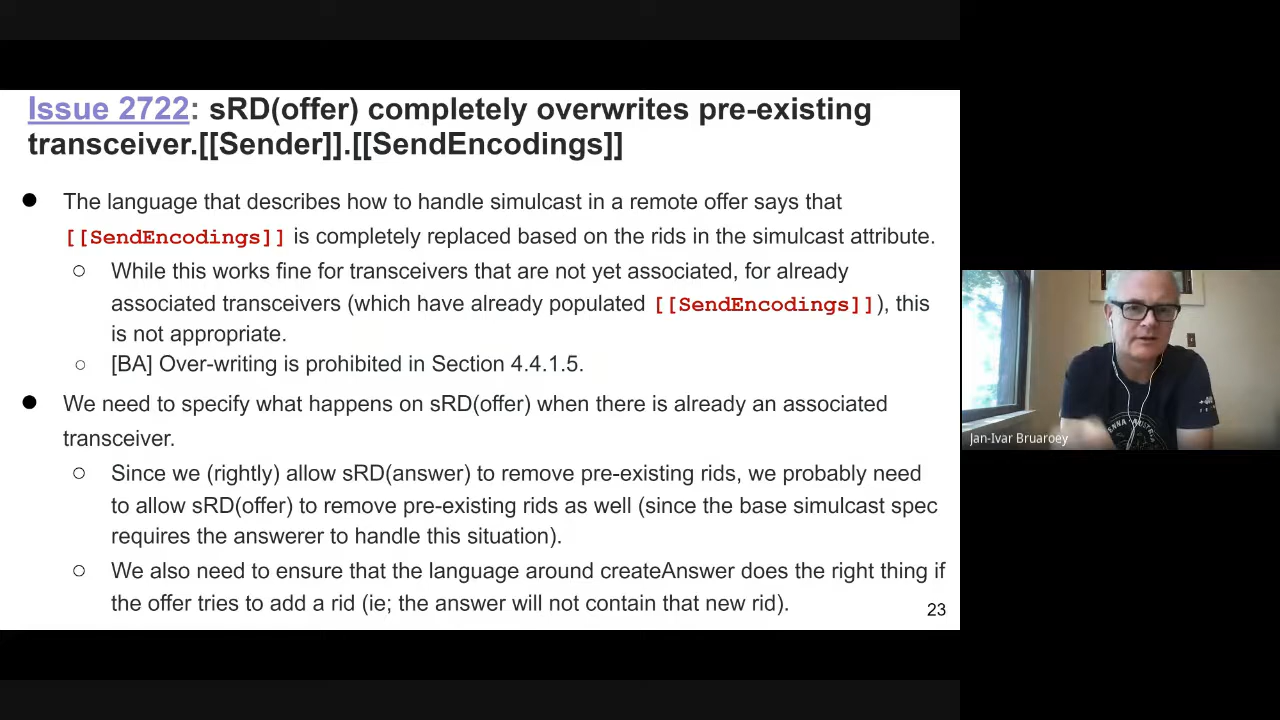 Issue 2722: sRD(offer) completely overwrites pre-existing
transceiver.[[Sender]].[[SendEncodings]]
● The language that describes how to handle simulcast in a remote offer says that
[[SendEncodings]] is completely replaced based on the rids in the simulcast attribute.
○ While this works fine for transceivers that are not yet associated, for already
associated transceivers (which have already populated [[SendEncodings]]), this
is not appropriate.
○ [BA] Over-writing is prohibited in Section 4.4.1.5.
● We need to specify what happens on sRD(offer) when there is already an associated
transceiver.
○ Since we (rightly) allow sRD(answer) to remove pre-existing rids, we probably need
to allow sRD(offer) to remove pre-existing rids as well (since the base simulcast spec
requires the answerer to handle this situation).
○ We also need to ensure that the language around createAnswer does the right thing if
the offer tries to add a rid (ie; the answer will not contain that new rid).
23
Jan-Ivar Bruaroey